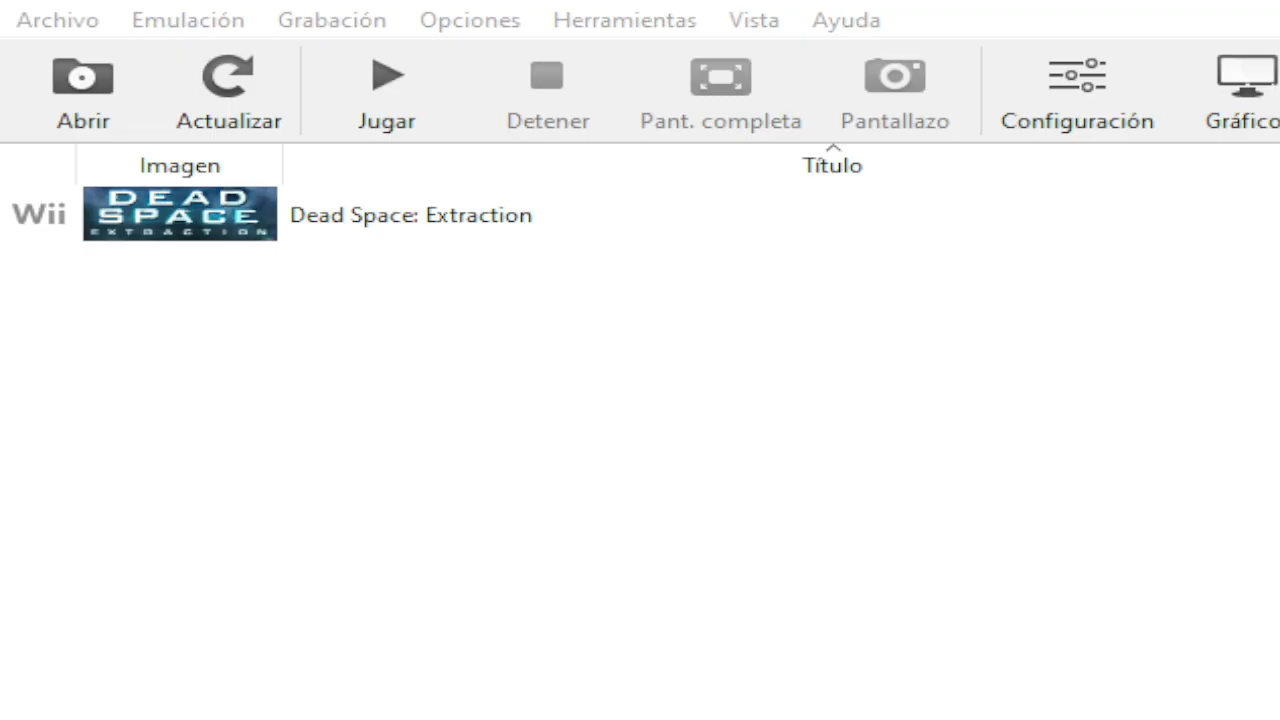 Archivo Emulación Grabación Opciones Herramientas Vista Ayuda
Abrir Actualizar Jugar Detener Pant. completa Pantallazo Configuración Gráfico
Imagen Título
Wii DEAD SPACE EXTRACTION Dead Space: Extraction